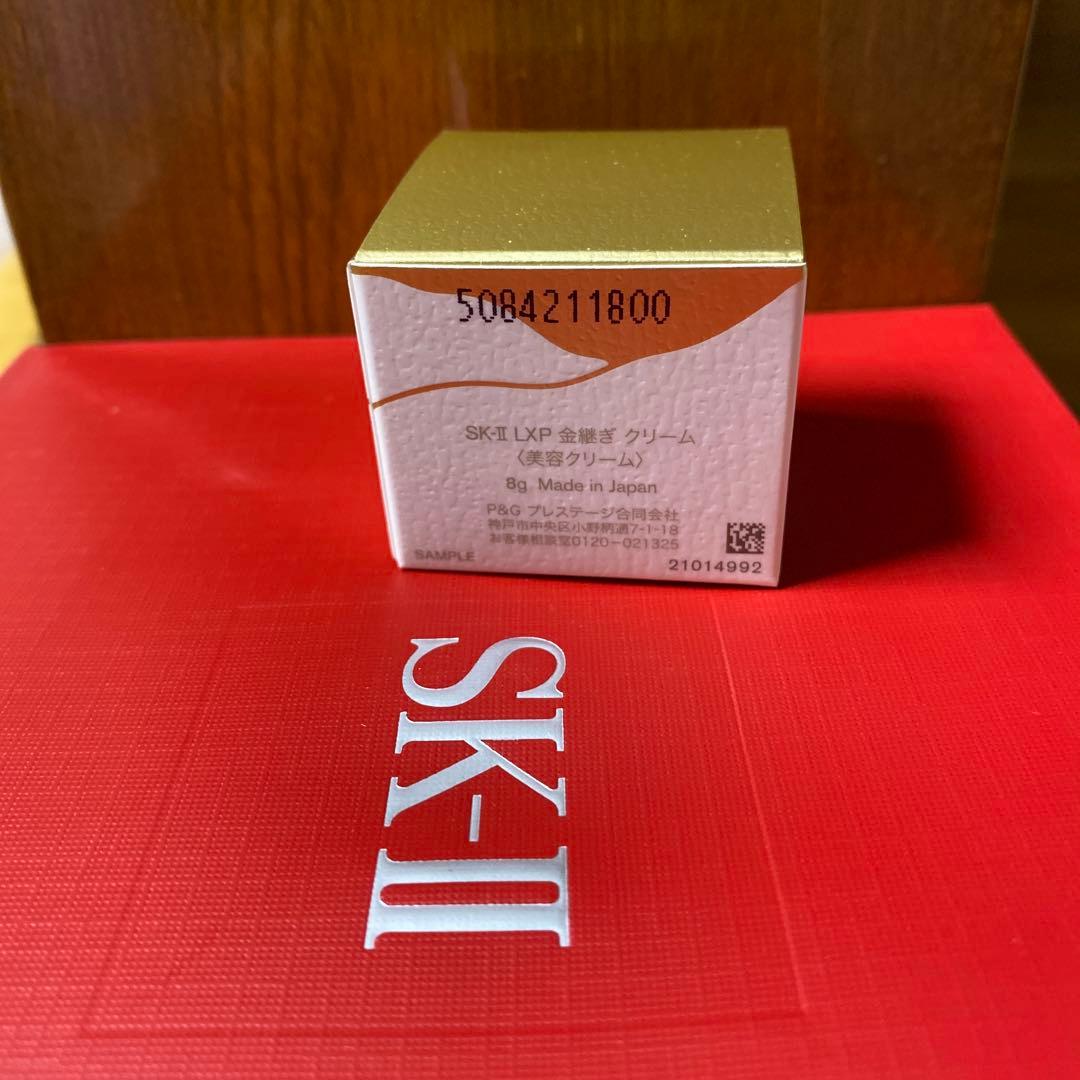 5084211800
SK-II LXP 金継ぎ クリーム
〈美容クリーム〉
8g Made in Japan
P&G プレステージ合同会社
神戸市中央区小野柄通7-1-18
お客様相談室0120-021325
SAMPLE
21014992
SK-II